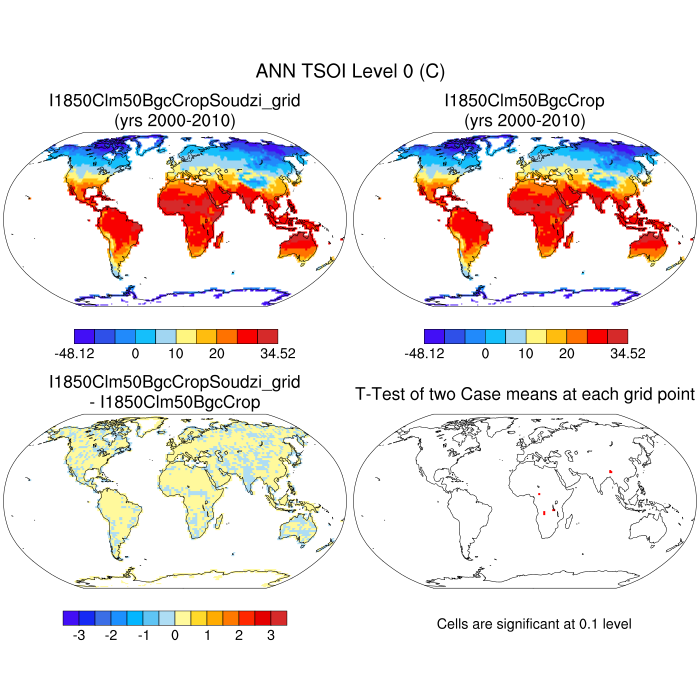 ANN TSOI Level 0 (C)
I1850Clm50BgcCropSoudzi_grid
(yrs 2000-2010)
I1850Clm50BgcCrop
(yrs 2000-2010)
-48.12 0 10 20 34.52
-48.12 0 10 20 34.52
I1850Clm50BgcCropSoudzi_grid
- I1850Clm50BgcCrop
T-Test of two Case means at each grid point
-3 -2 -1 0 1 2 3
Cells are significant at 0.1 level